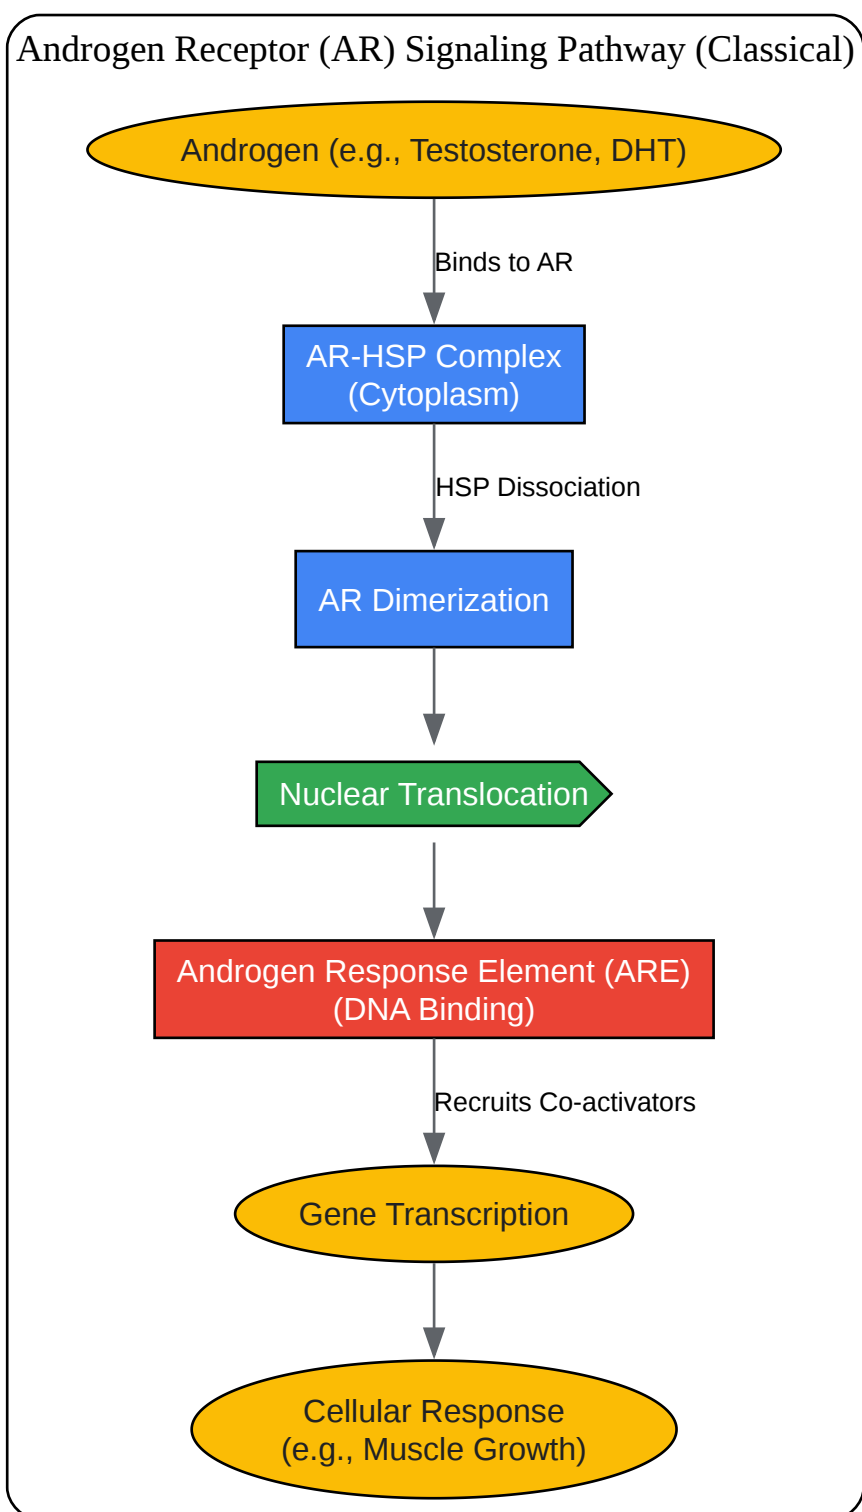 Androgen Receptor (AR) Signaling Pathway (Classical)
Androgen (e.g., Testosterone, DHT)
Binds to AR
AR-HSP Complex
(Cytoplasm)
HSP Dissociation
AR Dimerization
Nuclear Translocation
Androgen Response Element (ARE)
(DNA Binding)
Recruits Co-activators
Gene Transcription
Cellular Response
(e.g., Muscle Growth)